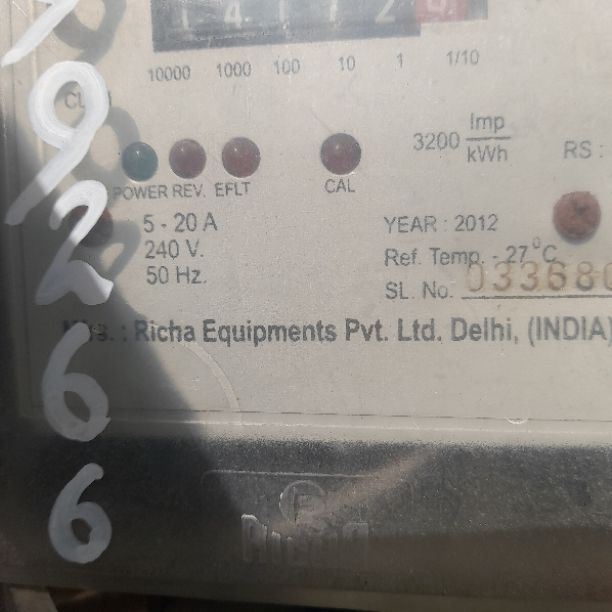 10000 1000 100 10 1 1/10
3200 Imp/kWh
RS :
POWER REV. EFLT CAL
5 - 20 A
240 V.
50 Hz.
YEAR : 2012
Ref. Temp. - 27°C
SL. No. 033680
: Richa Equipments Pvt. Ltd. Delhi, (INDIA)
9
2
6
6